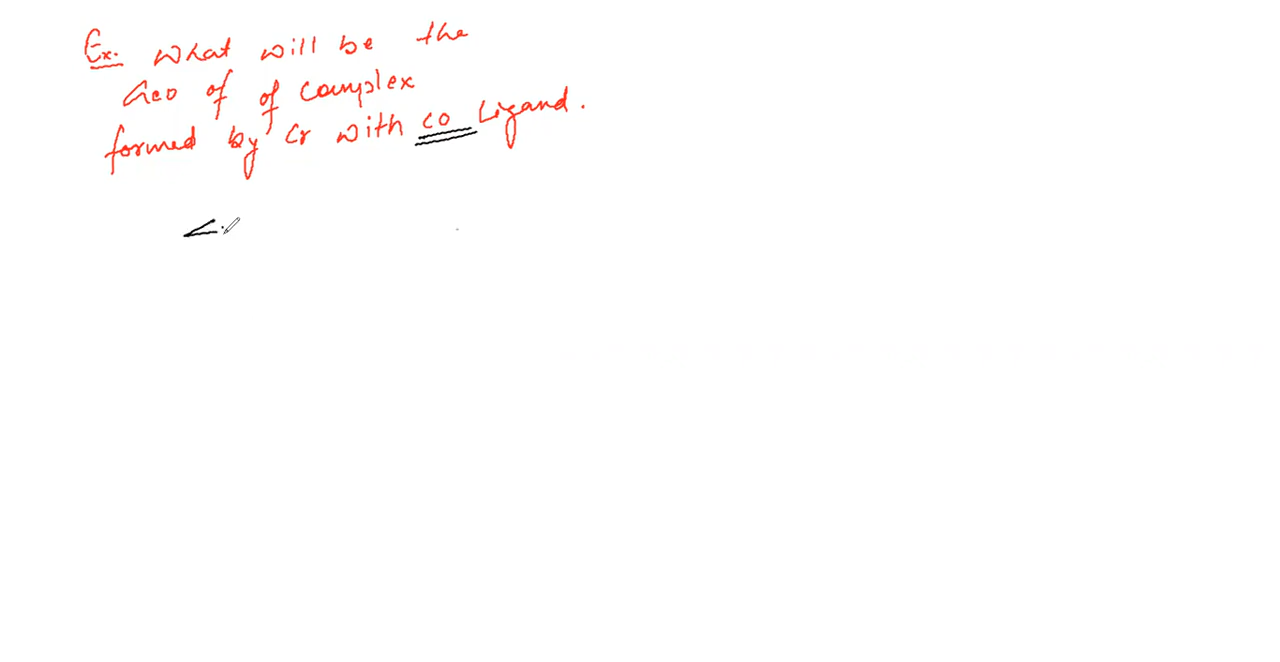 Ex. What will be the
Geo of of complex
formed by Cr with CO Ligand.